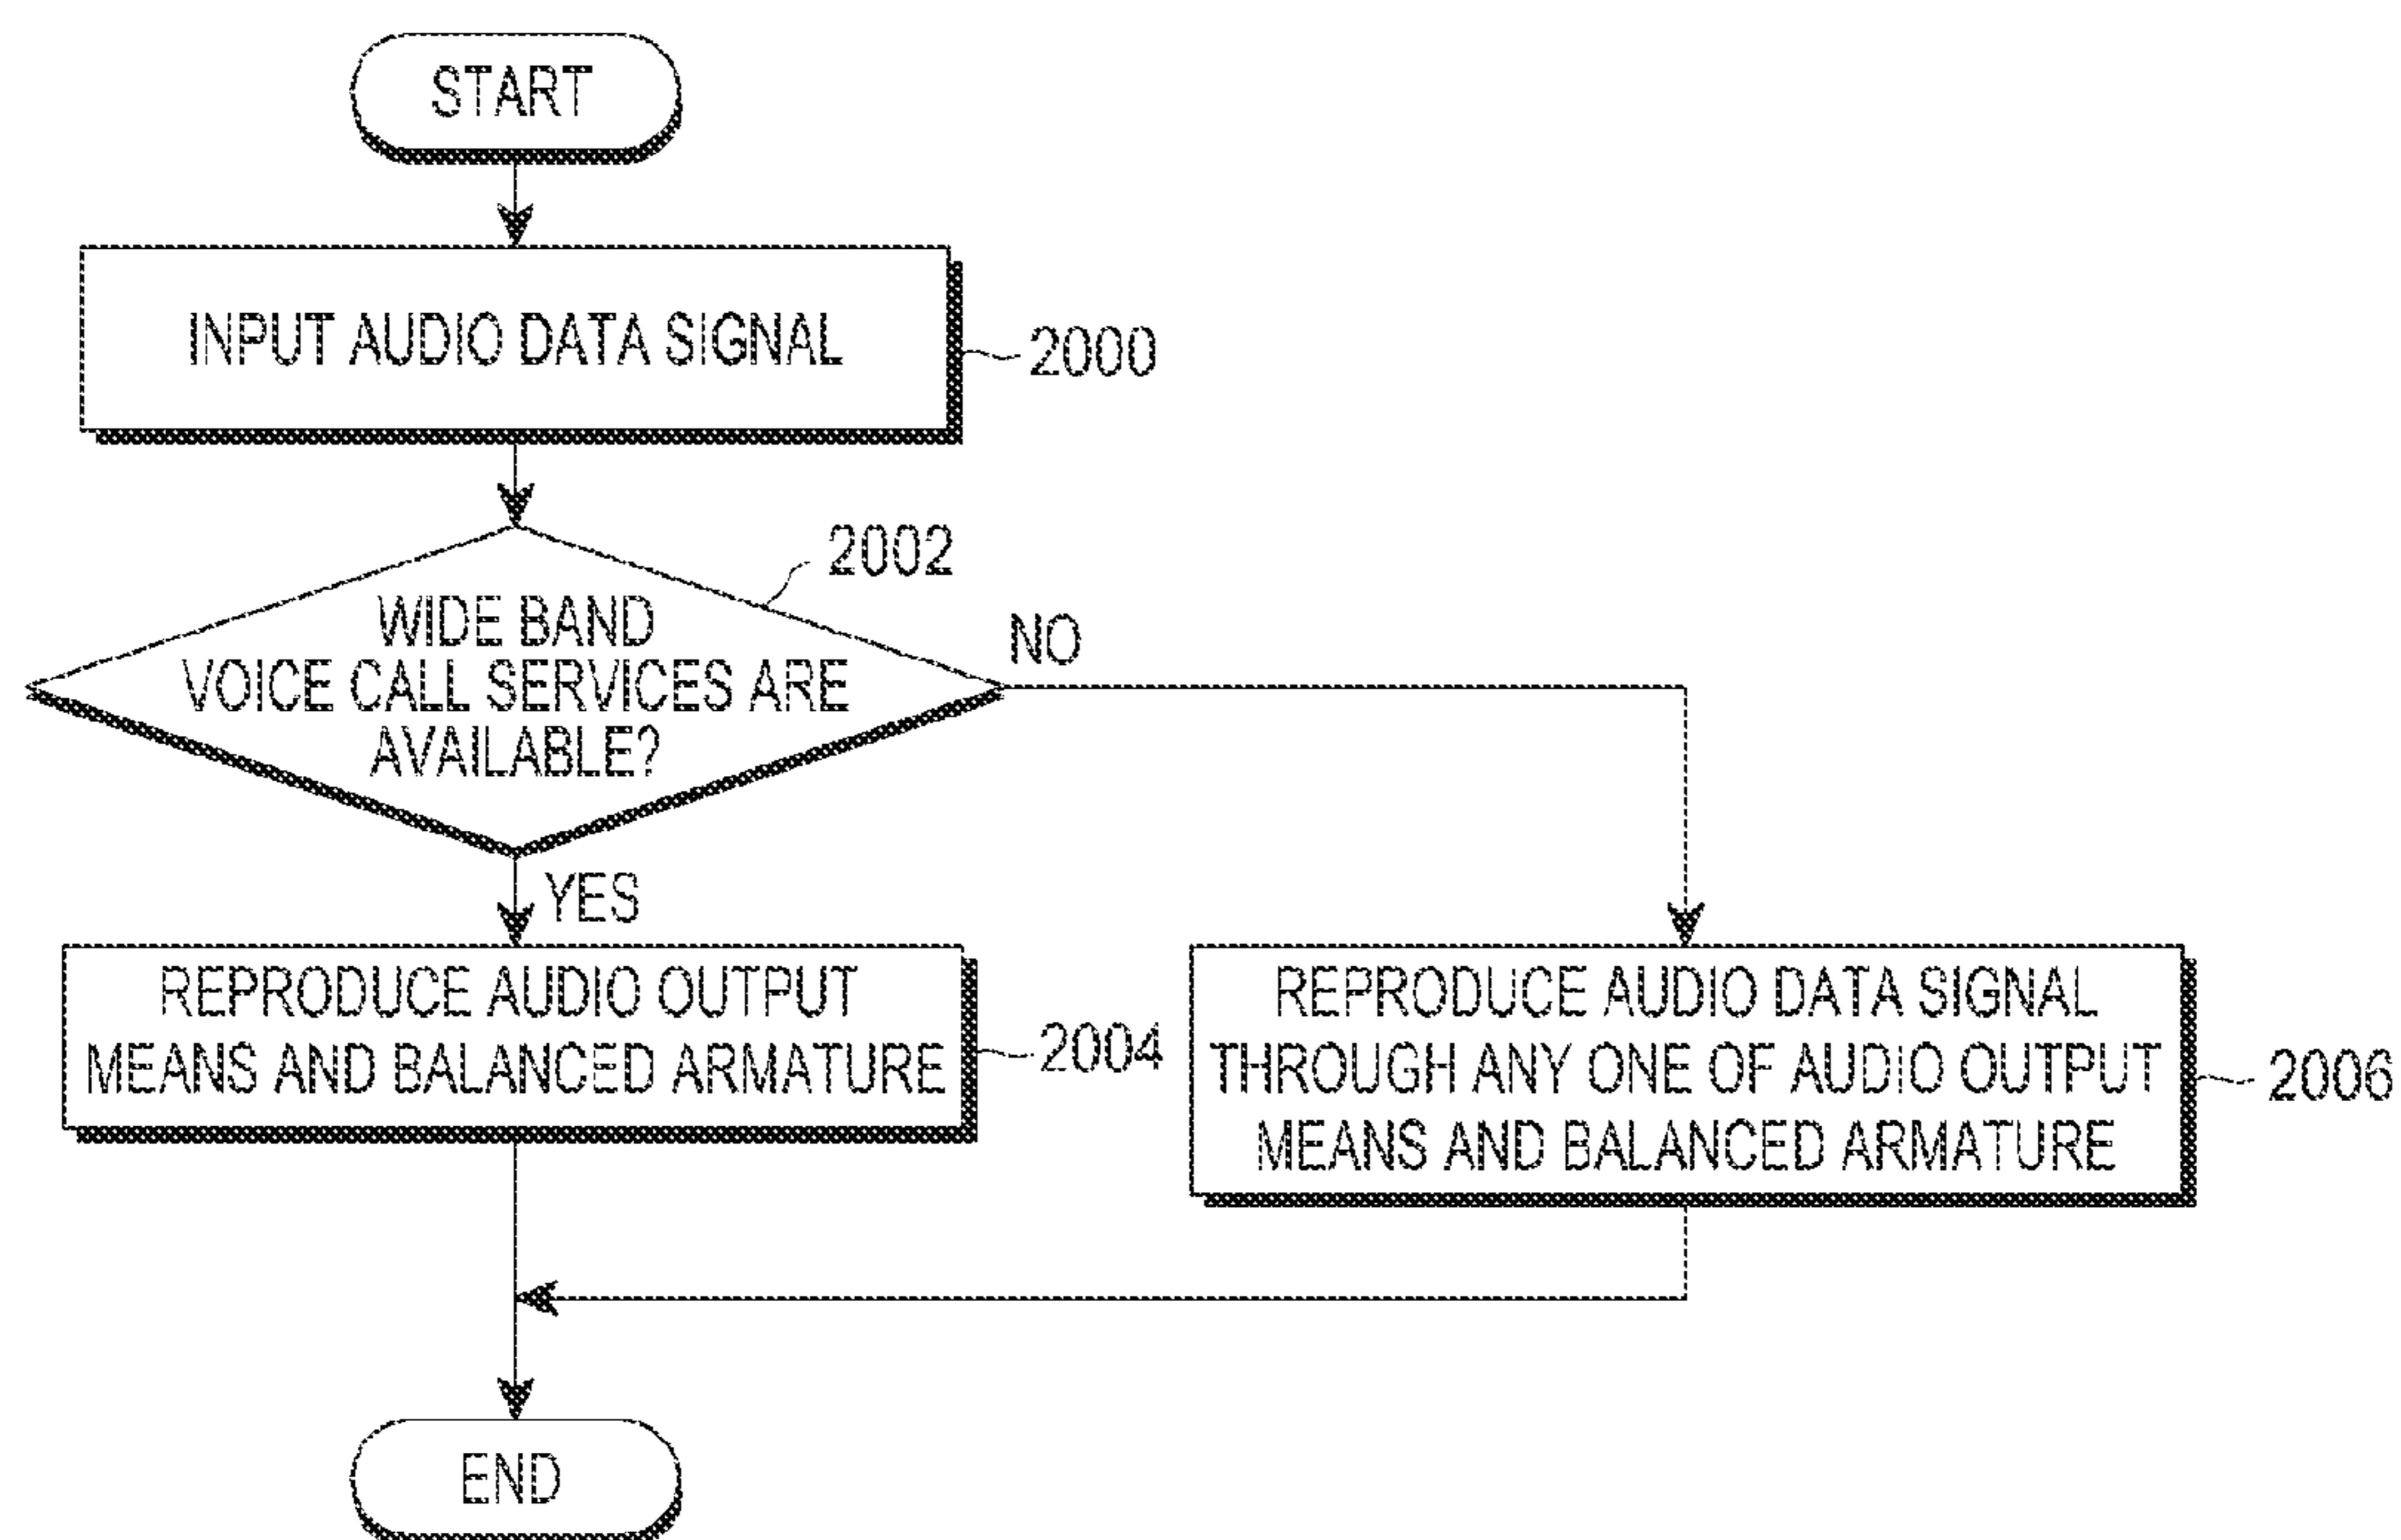 START
INPUT AUDIO DATA SIGNAL
2000
2002
WIDE BAND
VOICE CALL SERVICES ARE
AVAILABLE?
NO
YES
REPRODUCE AUDIO OUTPUT
MEANS AND BALANCED ARMATURE
2004
REPRODUCE AUDIO DATA SIGNAL
THROUGH ANY ONE OF AUDIO OUTPUT
MEANS AND BALANCED ARMATURE
2006
END